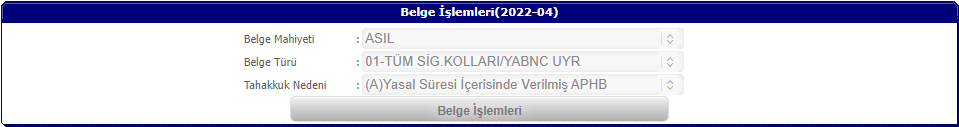 Belge İşlemleri(2022-04)
Belge Mahiyeti : ASIL
Belge Türü : 01-TÜM SİG.KOLLARI/YABNC UYR
Tahakkuk Nedeni : (A)Yasal Süresi İçerisinde Verilmiş APHB
Belge İşlemleri